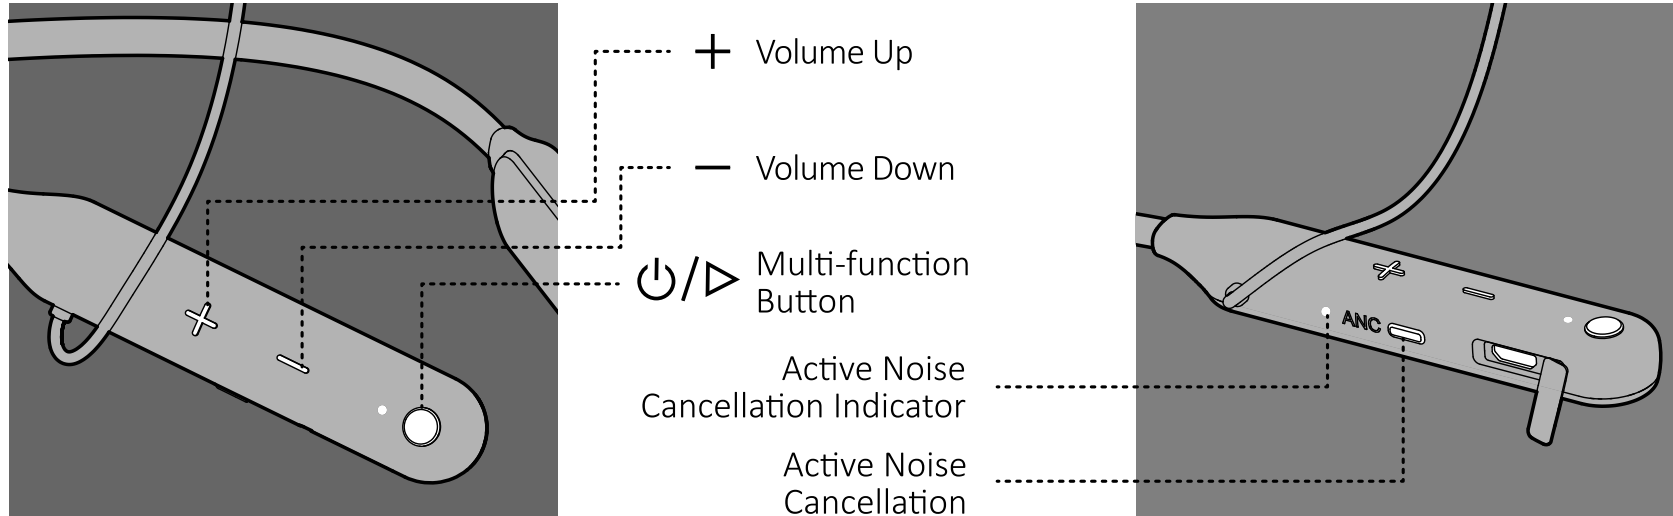 Volume Up
Volume Down
Multi-function
Button
Active Noise
Cancellation Indicator
Active Noise
Cancellation
ANC